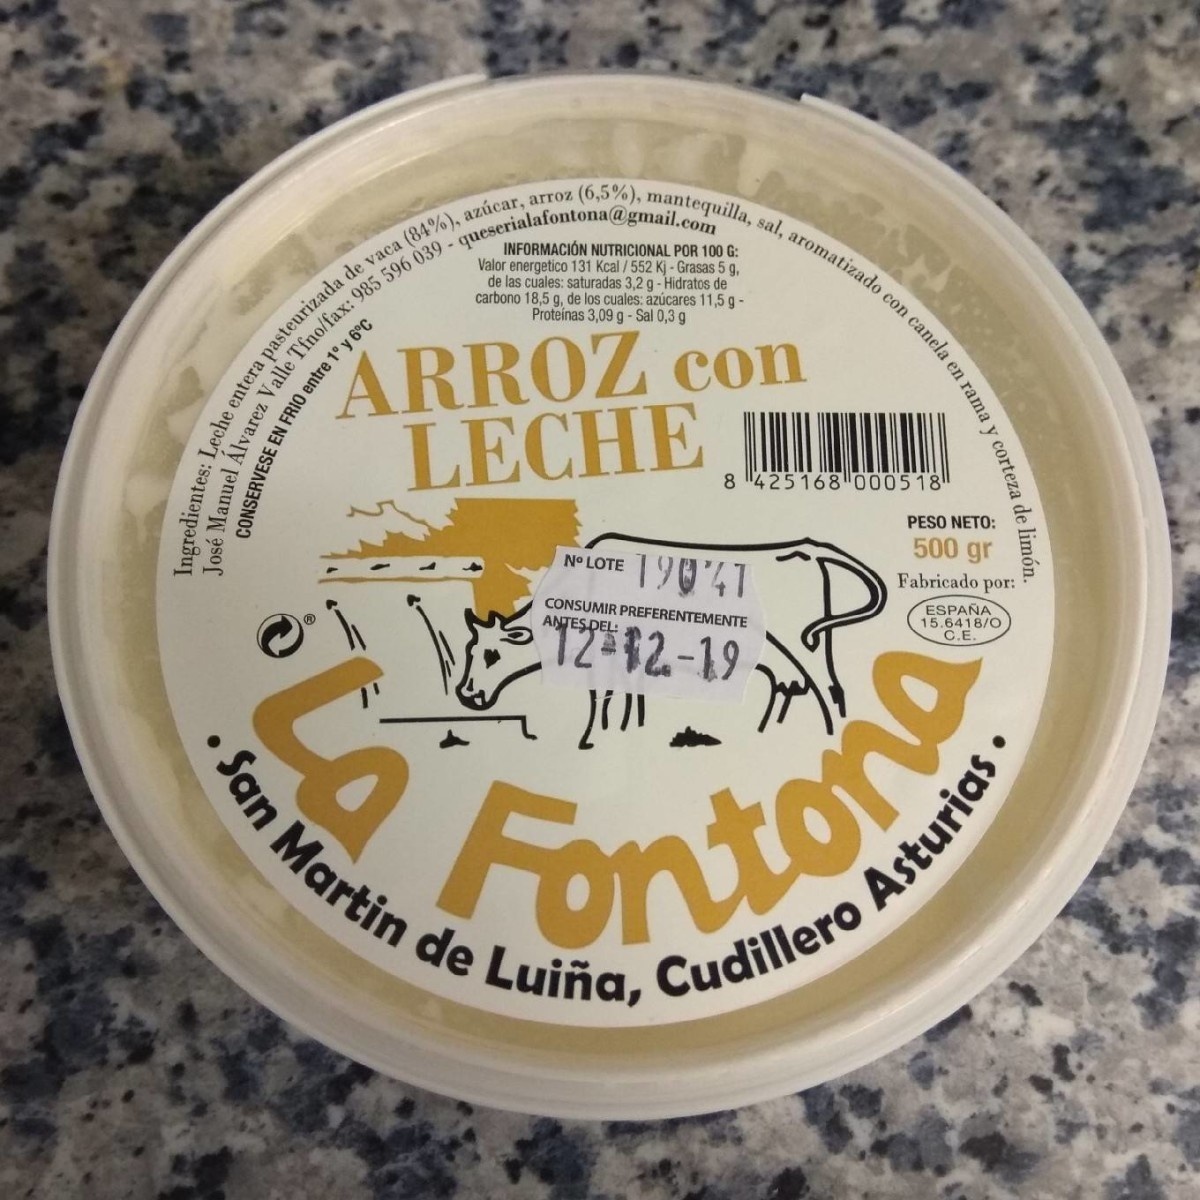 Ingredientes: Leche entera pasteurizada de vaca (84%), azúcar, arroz (6,5%), mantequilla, sal, aromatizado con canela en rama y corteza de limón.
José Manuel Álvarez Valle Tfno/fax: 985 596 039 - queserialafontona@gmail.com
CONSERVESE EN FRIO entre 1º y 6ºC
INFORMACIÓN NUTRICIONAL POR 100 G:
Valor energetico 131 Kcal / 552 Kj - Grasas 5 g,
de las cuales: saturadas 3,2 g - Hidratos de
carbono 18,5 g, de los cuales: azúcares 11,5 g -
Proteínas 3,09 g - Sal 0,3 g
ARROZ con
LECHE
8 425168 000518
PESO NETO:
500 gr
Fabricado por:
ESPAÑA
15.6418/O
C.E.
Nº LOTE 190'41
CONSUMIR PREFERENTEMENTE
ANTES DEL:
12-12-19
®
La Fontona
• San Martin de Luiña, Cudillero Asturias •